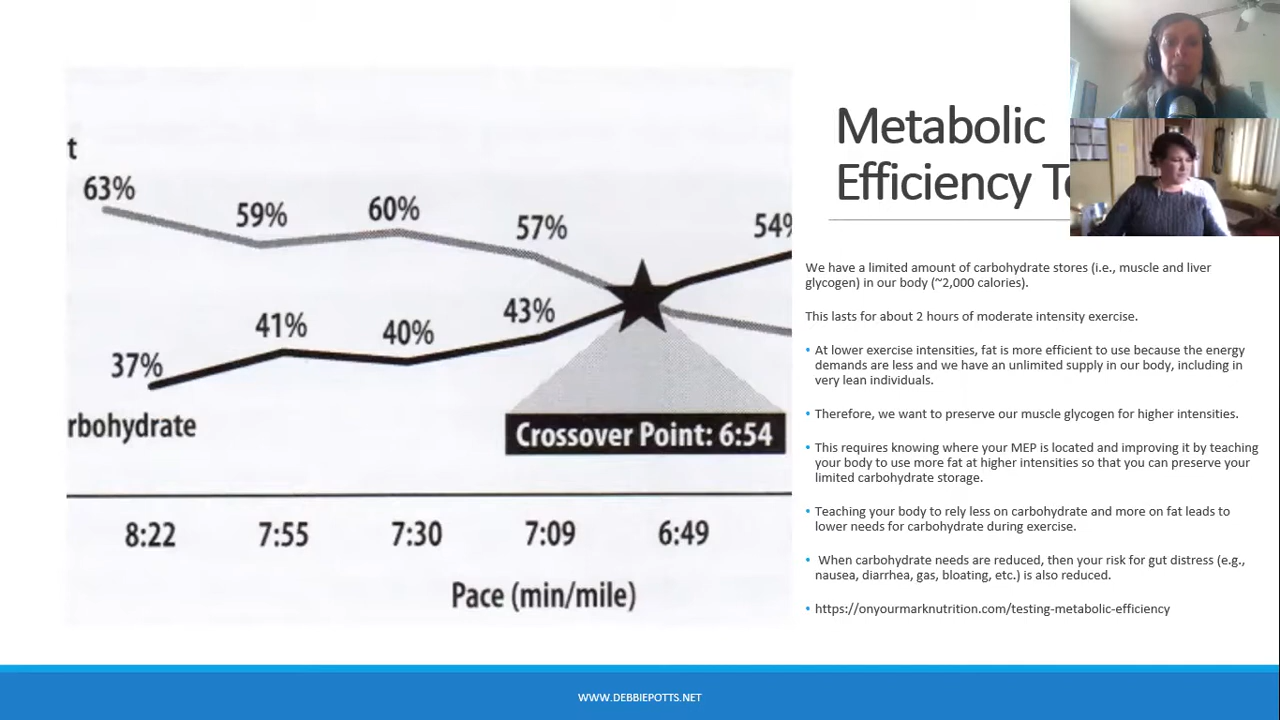 Metabolic
Efficiency
t
63%
59%
60%
57%
54%
37%
41%
40%
43%
rbohydrate
Crossover Point: 6:54
8:22
7:55
7:30
7:09
6:49
Pace (min/mile)
We have a limited amount of carbohydrate stores (i.e., muscle and liver
glycogen) in our body (~2,000 calories).
This lasts for about 2 hours of moderate intensity exercise.
• At lower exercise intensities, fat is more efficient to use because the energy
demands are less and we have an unlimited supply in our body, including in
very lean individuals.
• Therefore, we want to preserve our muscle glycogen for higher intensities.
• This requires knowing where your MEP is located and improving it by teaching
your body to use more fat at higher intensities so that you can preserve your
limited carbohydrate storage.
• Teaching your body to rely less on carbohydrate and more on fat leads to
lower needs for carbohydrate during exercise.
• When carbohydrate needs are reduced, then your risk for gut distress (e.g.,
nausea, diarrhea, gas, bloating, etc.) is also reduced.
• https://onyourmarknutrition.com/testing-metabolic-efficiency
WWW.DEBBIEPOTTS.NET